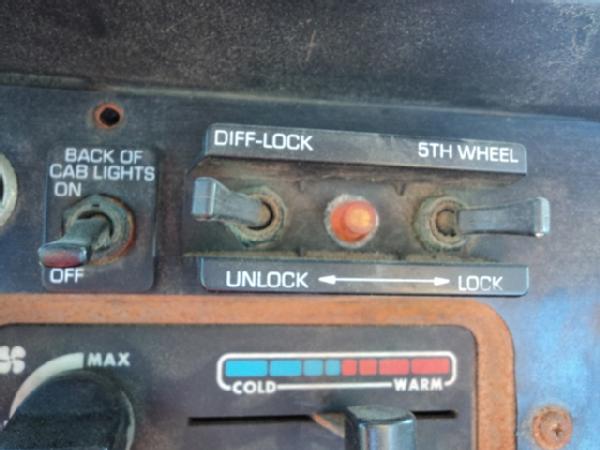 BACK OF
CAB LIGHTS
ON
OFF
DIFF-LOCK
5TH WHEEL
UNLOCK
LOCK
MAX
COLD
WARM